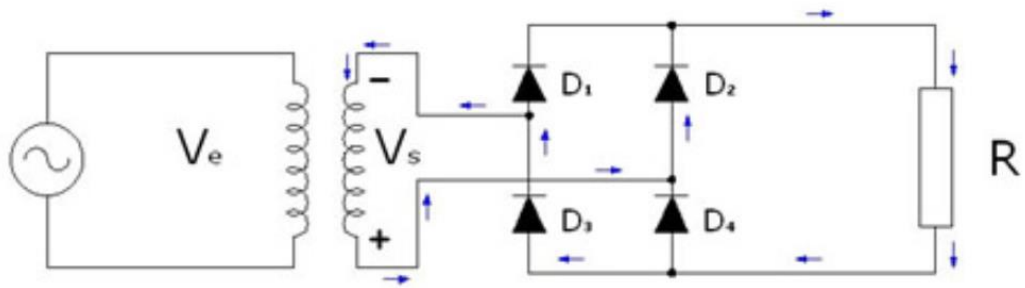 D₁ D₂
Vₑ − Vₛ R
+ D₃ D₄